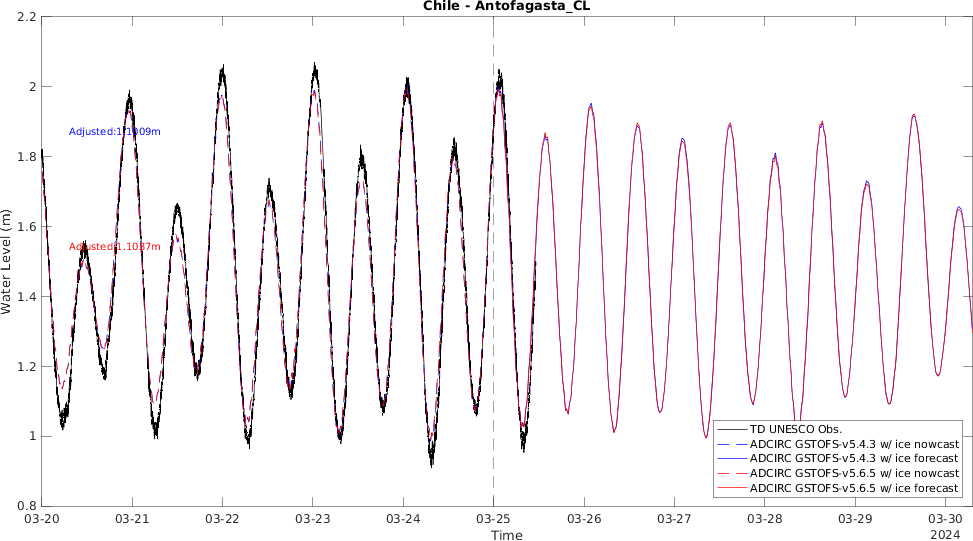 Chile - Antofagasta_CL
2.2
2
1.8
1.6
1.4
1.2
1
0.8
Water Level (m)
Adjusted:1.1009m
Adjusted:1.1037m
TD UNESCO Obs.
ADCIRC GSTOFS-v5.4.3 w/ ice nowcast
ADCIRC GSTOFS-v5.4.3 w/ ice forecast
ADCIRC GSTOFS-v5.6.5 w/ ice nowcast
ADCIRC GSTOFS-v5.6.5 w/ ice forecast
03-20 03-21 03-22 03-23 03-24 03-25 03-26 03-27 03-28 03-29 03-30
Time
2024